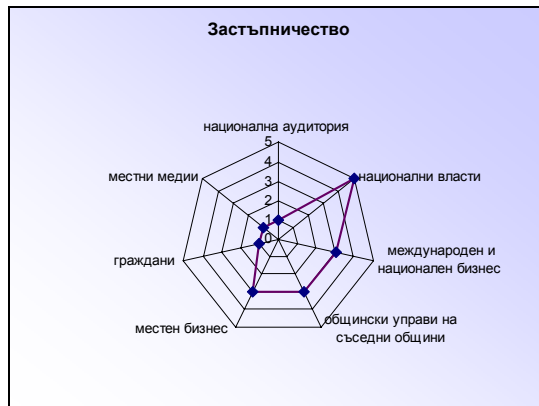 Застъпничество
национална аудитория
5
местни медии
национални власти
4
3
2
1
0
граждани
международен и
национален бизнес
местен бизнес
общински управи на
съседни общини